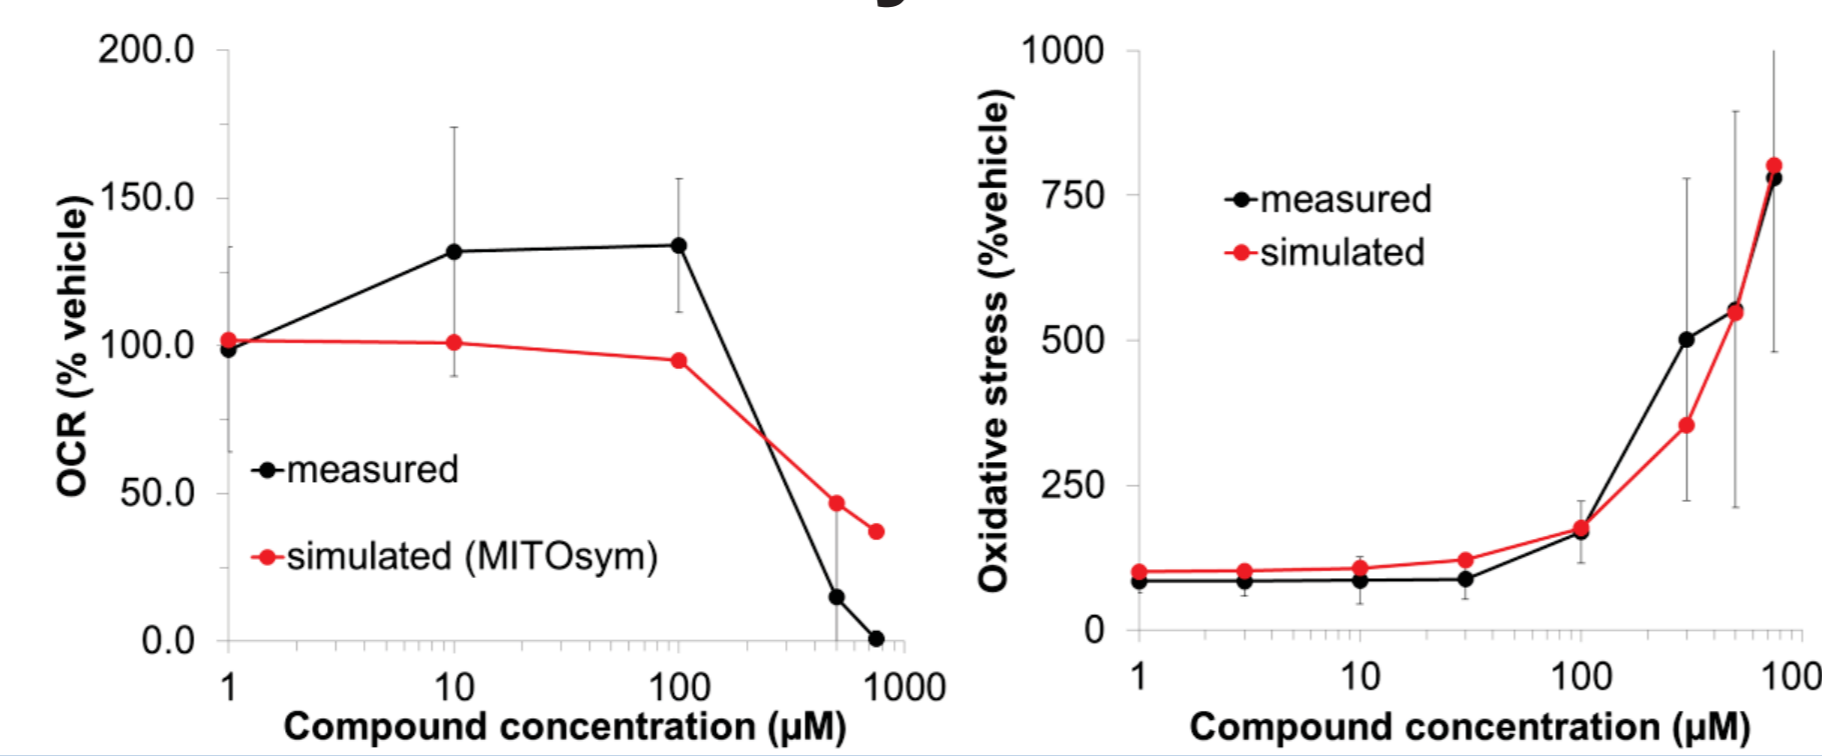 200.0
150.0
100.0
50.0
0.0
OCR (% vehicle)
measured
simulated (MITOsym)
1 10 100 1000
Compound concentration (µM)
1000
750
500
250
0
Oxidative stress (%vehicle)
measured
simulated
1 10 100 100
Compound concentration (µM)